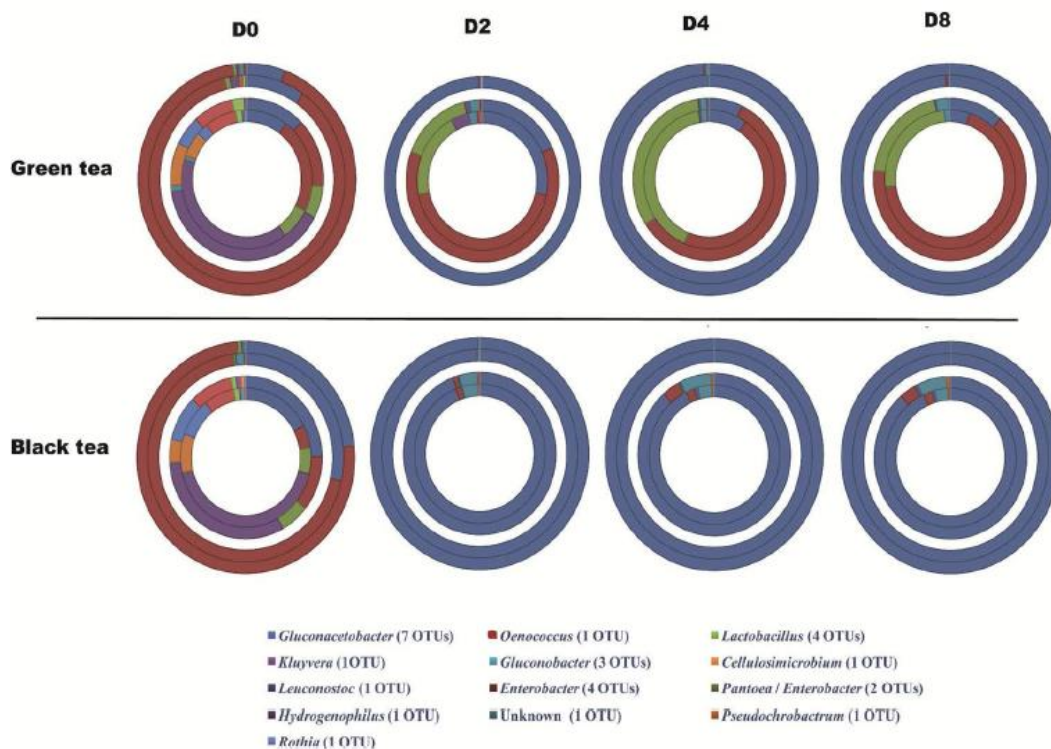 D0 D2 D4 D8
Green tea
Black tea
Gluconacetobacter (7 OTUs) Oenococcus (1 OTU) Lactobacillus (4 OTUs)
Kluyvera (1OTU) Gluconobacter (3 OTUs) Cellulosimicrobium (1 OTU)
Leuconostoc (1 OTU) Enterobacter (4 OTUs) Pantoea / Enterobacter (2 OTUs)
Hydrogenophilus (1 OTU) Unknown (1 OTU) Pseudochrobactrum (1 OTU)
Rothia (1 OTU)